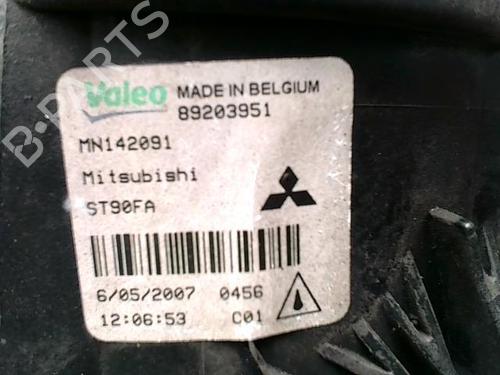 B-PARTS
Valeo MADE IN BELGIUM
89203951
MN142091
Mitsubishi
ST90FA
6/05/2007 0456
12:06:53 C01